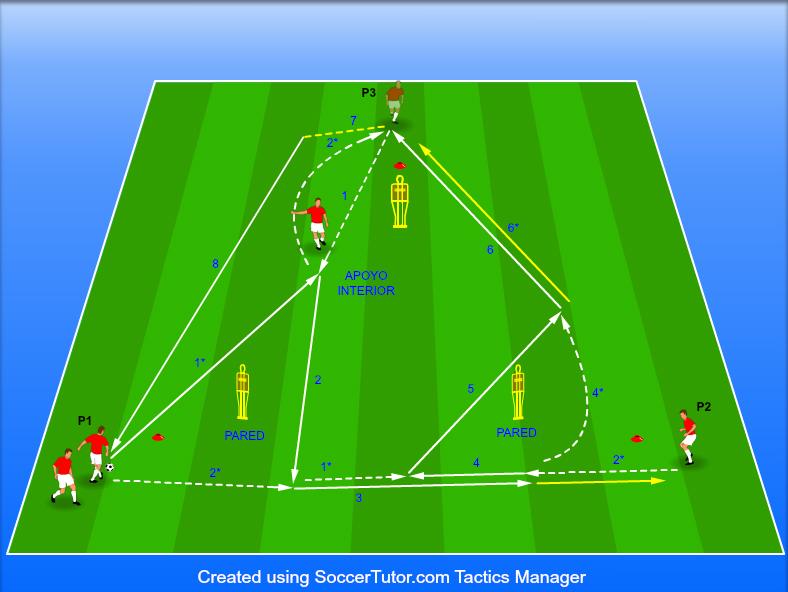 P3
7
2*
1
6*
6
8
APOYO
INTERIOR
1*
2
5
4*
P1
PARED
PARED
P2
2*
1*
4
2*
3
Created using SoccerTutor.com Tactics Manager